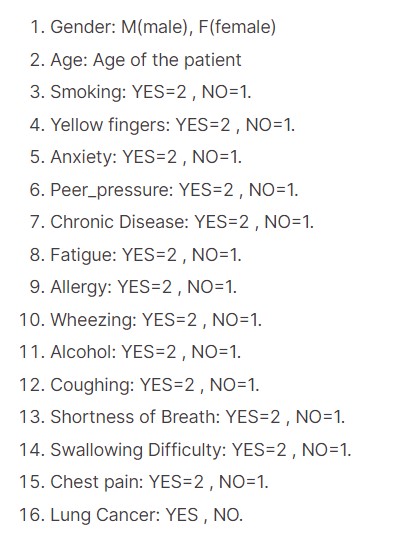 1. Gender: M(male), F(female)
2. Age: Age of the patient
3. Smoking: YES=2 , NO=1.
4. Yellow fingers: YES=2 , NO=1.
5. Anxiety: YES=2 , NO=1.
6. Peer_pressure: YES=2 , NO=1.
7. Chronic Disease: YES=2 , NO=1.
8. Fatigue: YES=2 , NO=1.
9. Allergy: YES=2 , NO=1.
10. Wheezing: YES=2 , NO=1.
11. Alcohol: YES=2 , NO=1.
12. Coughing: YES=2 , NO=1.
13. Shortness of Breath: YES=2 , NO=1.
14. Swallowing Difficulty: YES=2 , NO=1.
15. Chest pain: YES=2 , NO=1.
16. Lung Cancer: YES , NO.